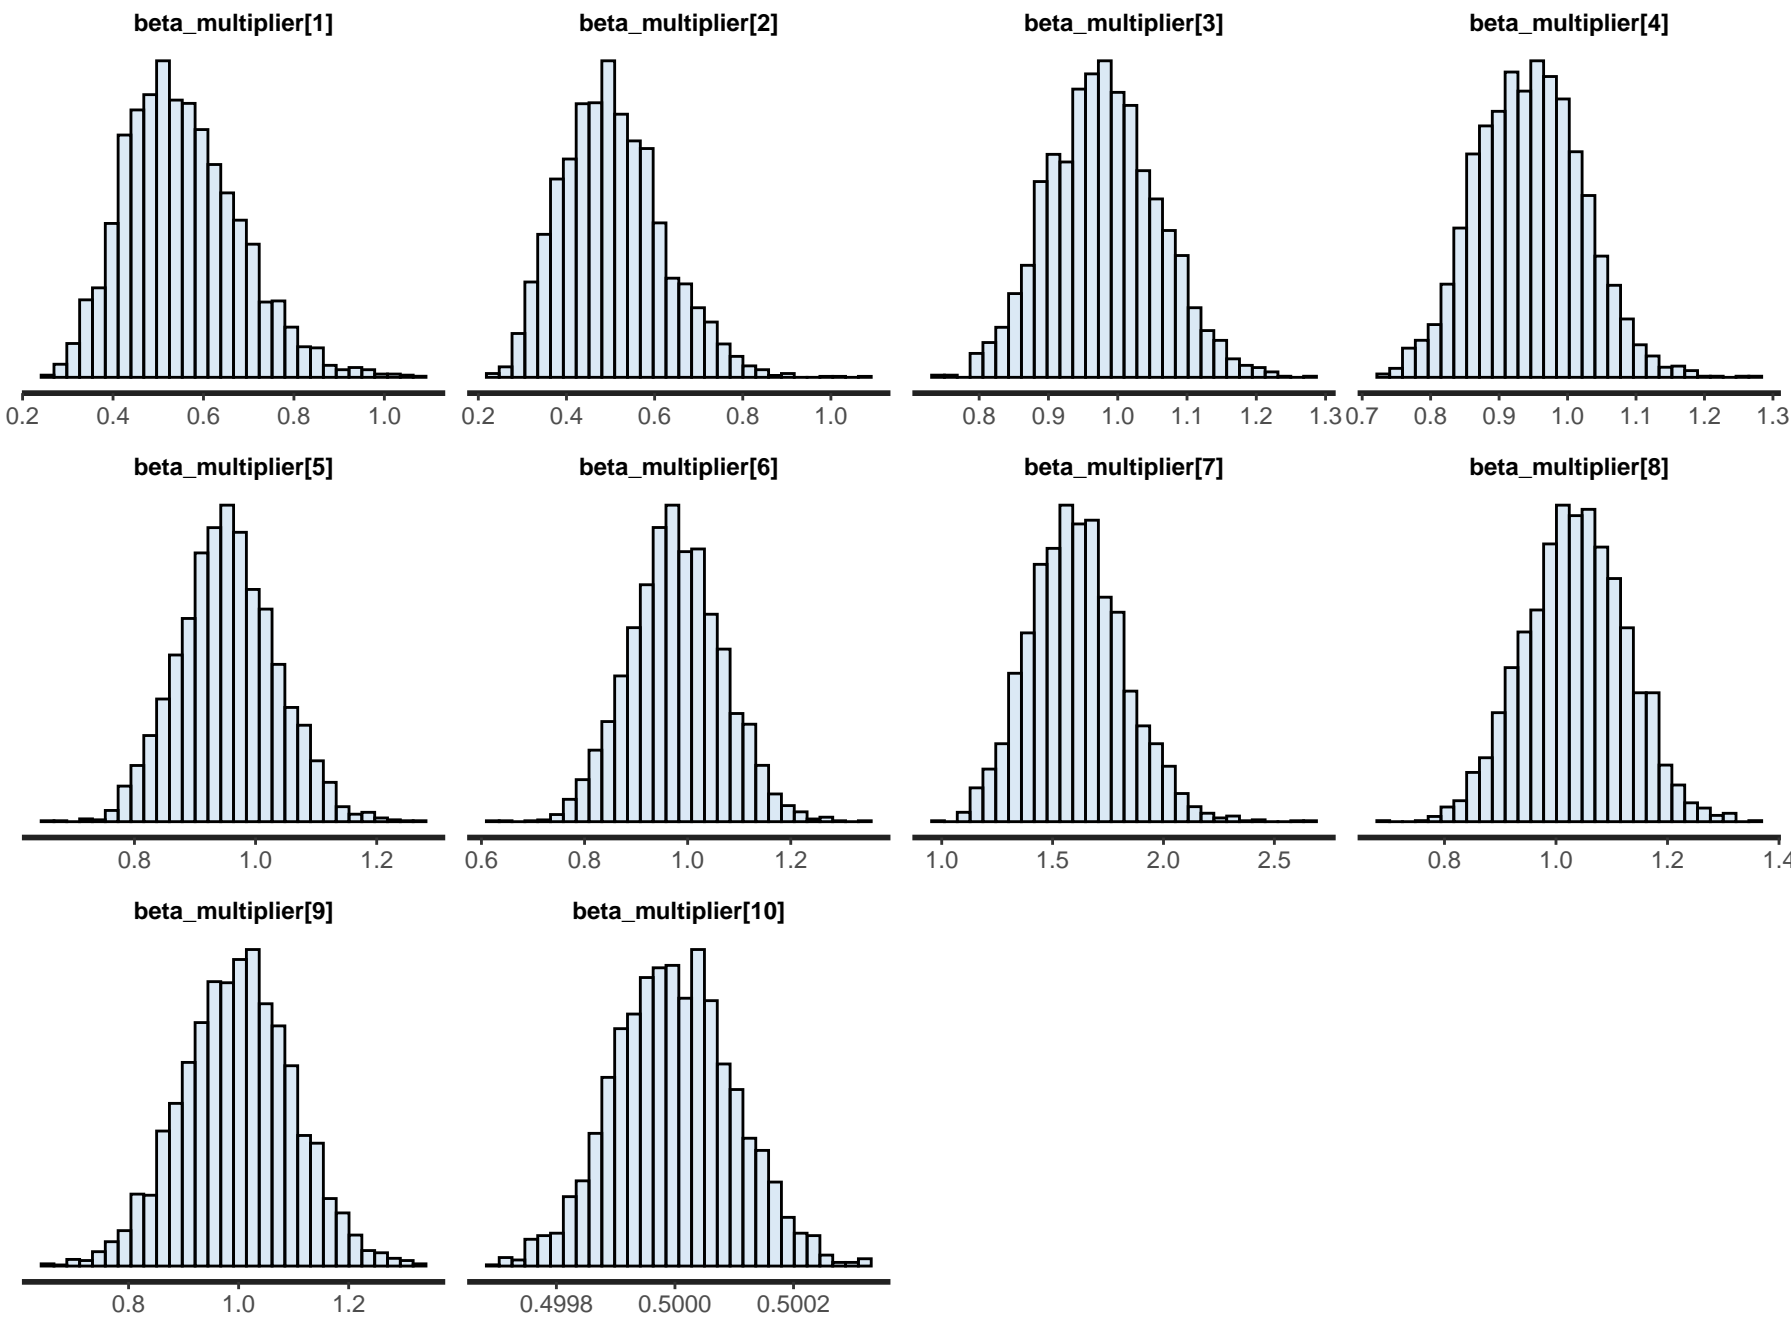 beta_multiplier[1] beta_multiplier[2] beta_multiplier[3] beta_multiplier[4]
0.2 0.4 0.6 0.8 1.0 0.2 0.4 0.6 0.8 1.0 0.8 0.9 1.0 1.1 1.2 1.3 0.7 0.8 0.9 1.0 1.1 1.2 1.3
beta_multiplier[5] beta_multiplier[6] beta_multiplier[7] beta_multiplier[8]
0.8 1.0 1.2 0.6 0.8 1.0 1.2 1.0 1.5 2.0 2.5 0.8 1.0 1.2 1.4
beta_multiplier[9] beta_multiplier[10]
0.8 1.0 1.2 0.4998 0.5000 0.5002